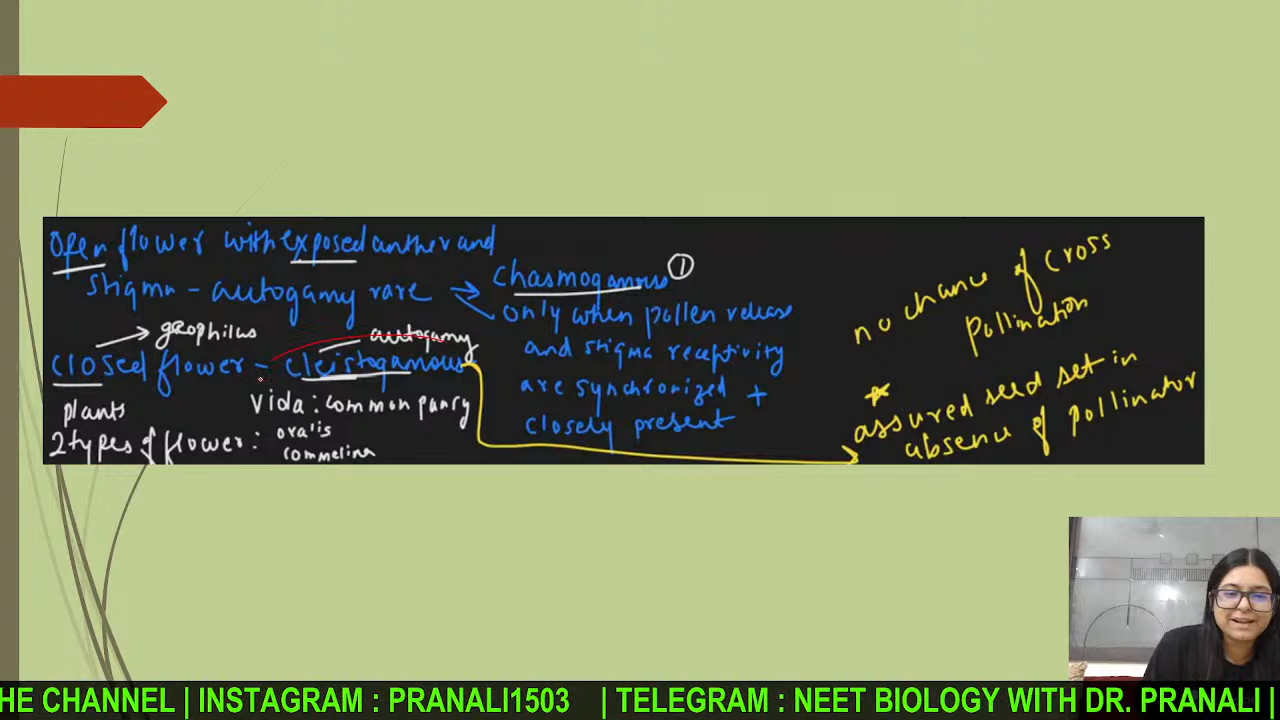 Open flower with exposed anther and
stigma - autogamy rare
chasmogamous ①
only when pollen release
and stigma receptivity
are synchronized +
closely present
geophilus
autogamy
closed flower - cleistogamous
plants
vida: common pancy
2 types of flower:
oxalis
commelina
no chance of cross
pollination
assured seed set in
absence of pollinator
HE CHANNEL | INSTAGRAM : PRANALI1503 | TELEGRAM : NEET BIOLOGY WITH DR. PRANALI |